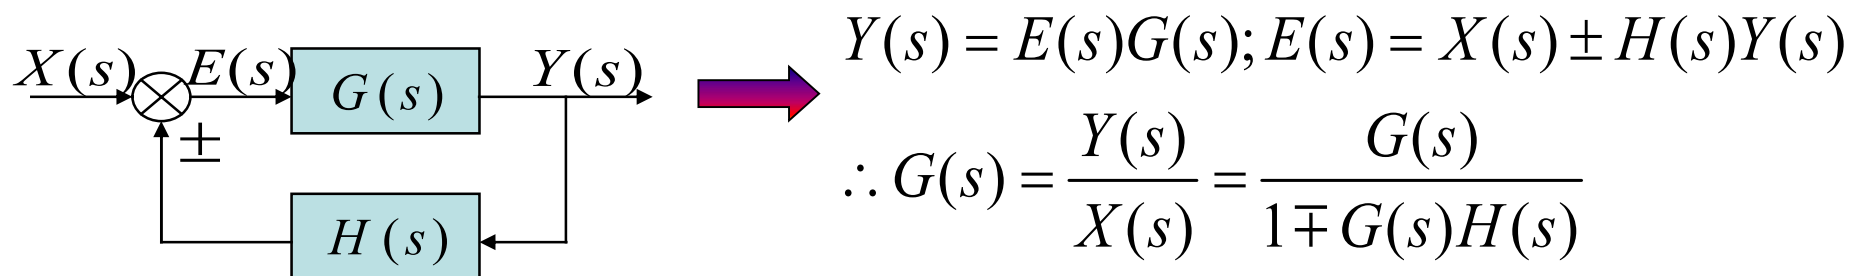 X(s) E(s) G(s) Y(s)
±
H(s)
Y(s) = E(s)G(s); E(s) = X(s) ± H(s)Y(s)
∴ G(s) = Y(s)/X(s) = G(s)/(1 ∓ G(s)H(s))